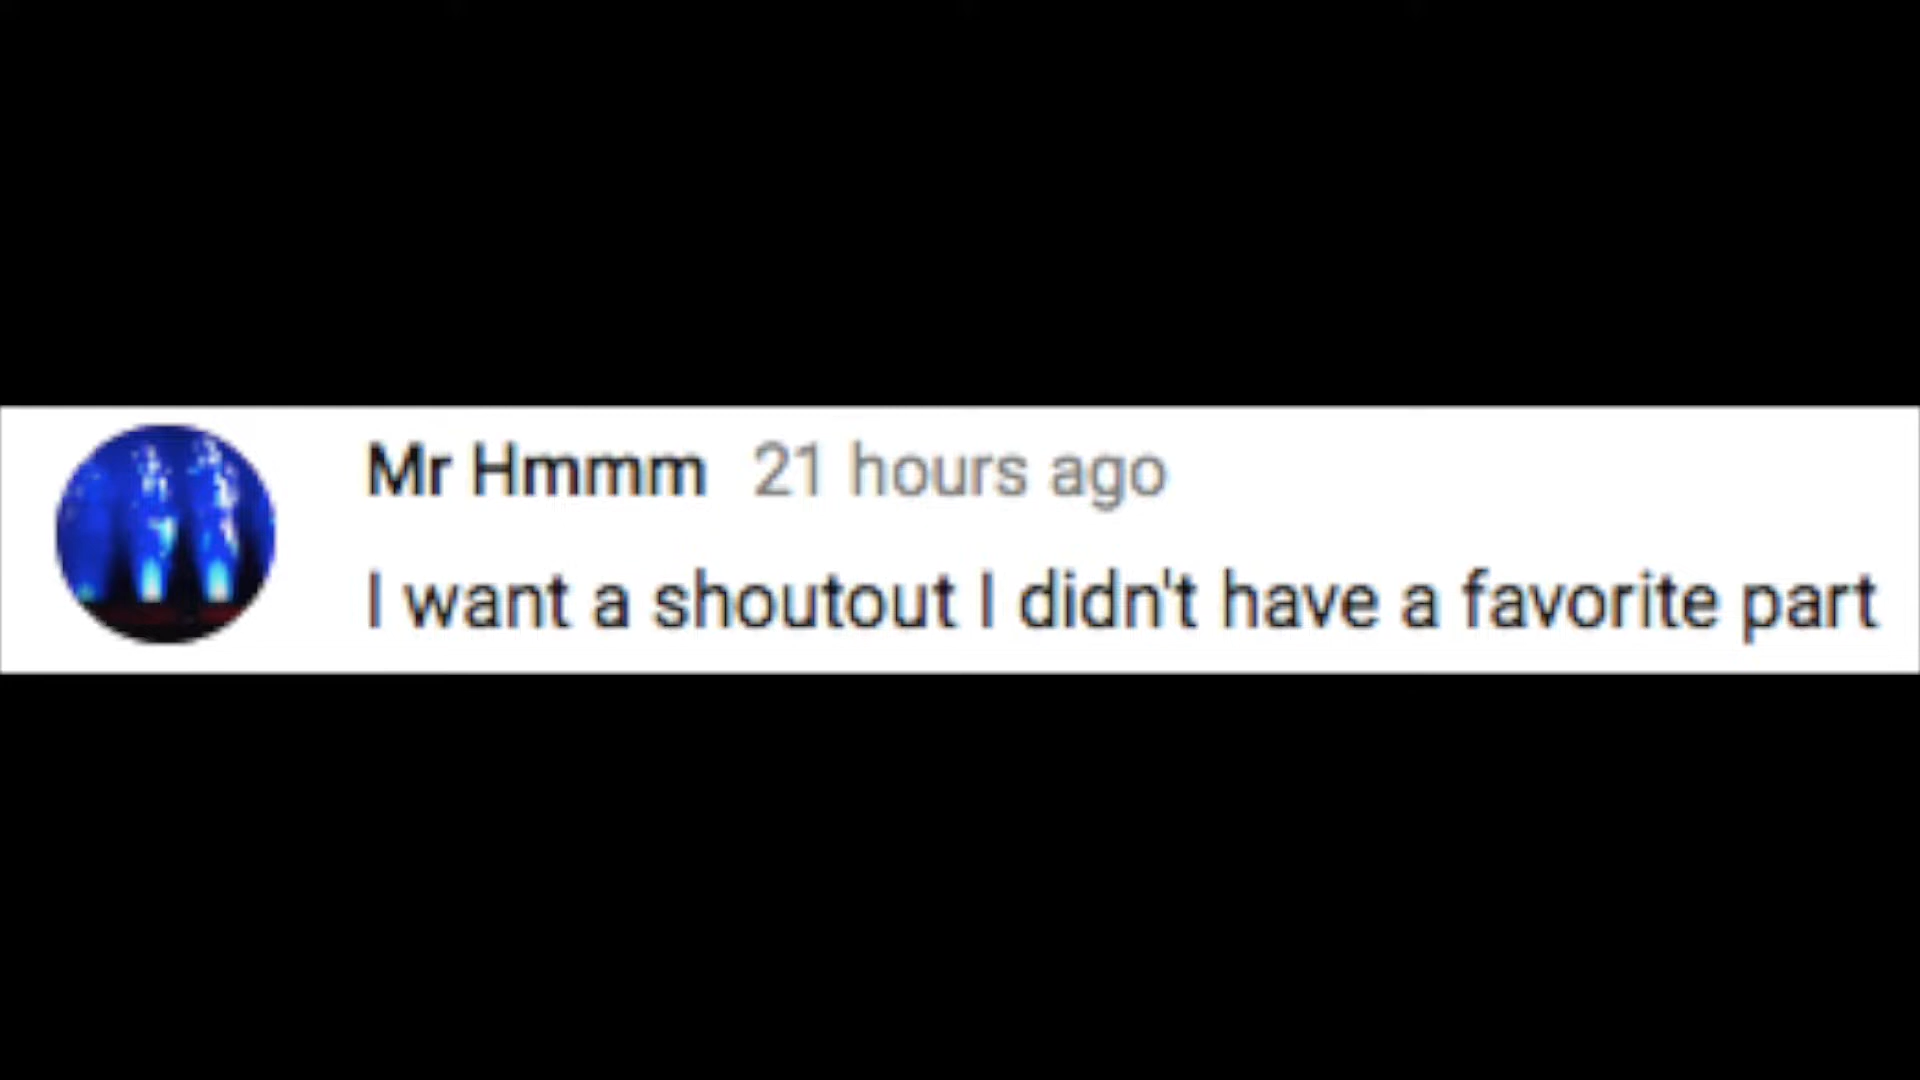 Mr Hmmm 21 hours ago
I want a shoutout I didn't have a favorite part